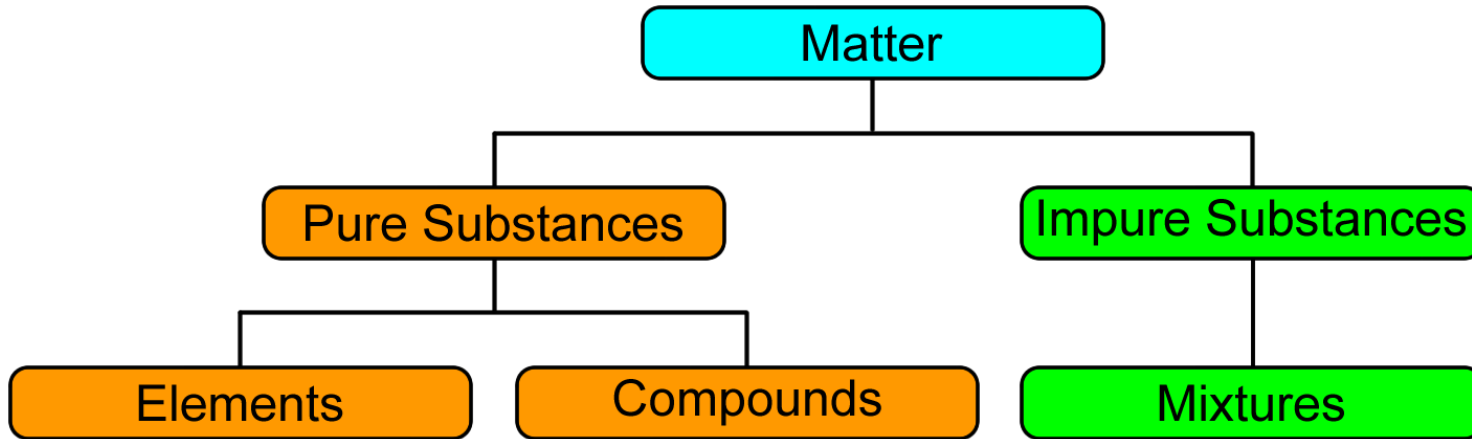 Matter
Pure Substances
Impure Substances
Elements
Compounds
Mixtures